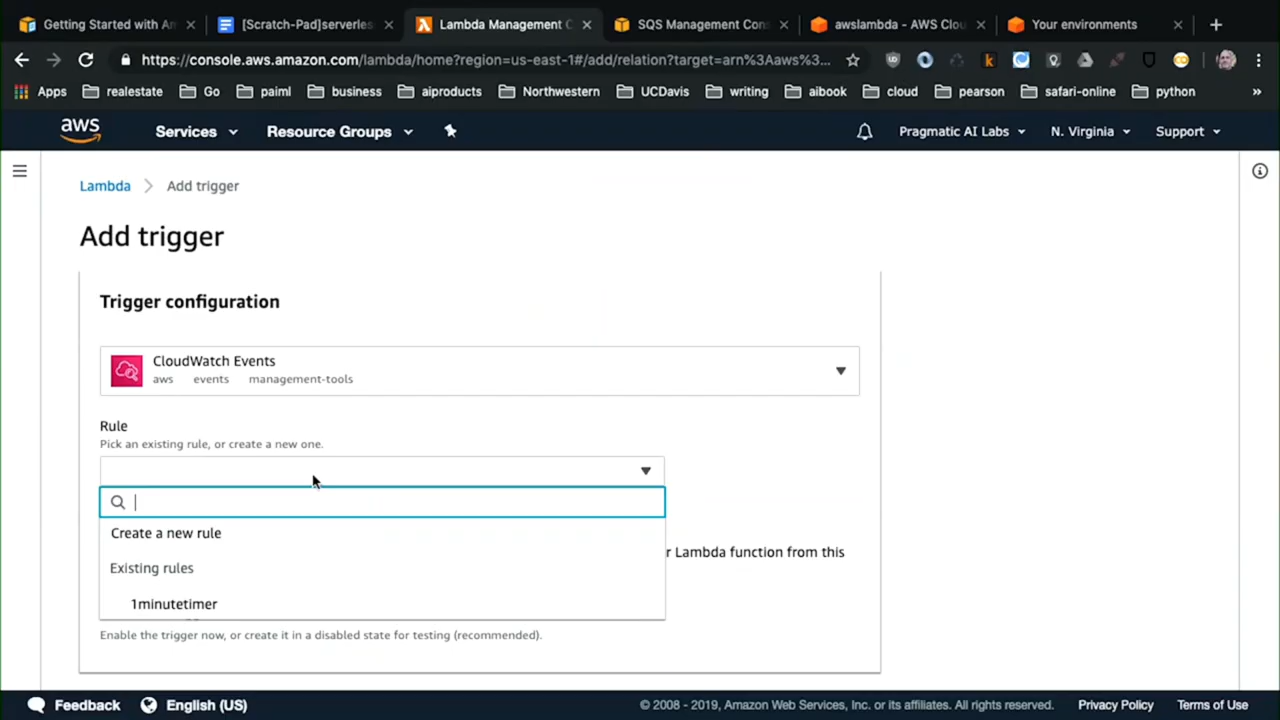 Getting Started with An
[Scratch-Pad]serverles
Lambda Management C
SQS Management Con
awslambda - AWS Clou
Your environments
https://console.aws.amazon.com/lambda/home?region=us-east-1#/add/relation?target=arn%3Aaws%3...
Apps
realestate
Go
paiml
business
aiproducts
Northwestern
UCDavis
writing
aibook
cloud
pearson
safari-online
python
»
aws
Services
Resource Groups
Pragmatic AI Labs
N. Virginia
Support
Lambda > Add trigger
Add trigger
Trigger configuration
CloudWatch Events
aws events management-tools
Rule
Pick an existing rule, or create a new one.
Create a new rule
r Lambda function from this
Existing rules
1minutetimer
Enable the trigger now, or create it in a disabled state for testing (recommended).
Feedback
English (US)
© 2008 - 2019, Amazon Web Services, Inc. or its affiliates. All rights reserved.
Privacy Policy
Terms of Use